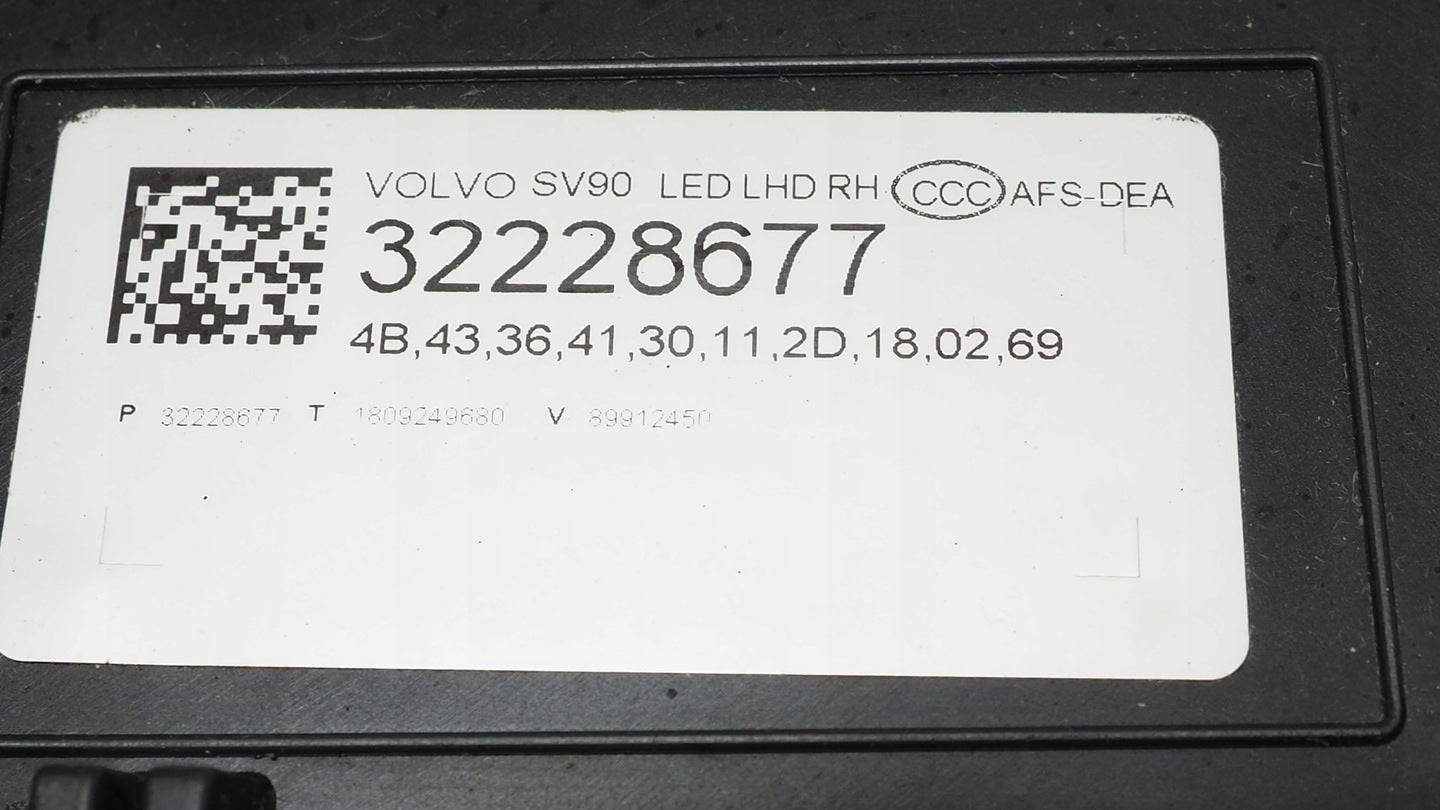 VOLVO SV90 LED LHD RH CCC AFS-DEA
32228677
4B,43,36,41,30,11,2D,18,02,69
P 32228677 T 1809249680 V 89912450